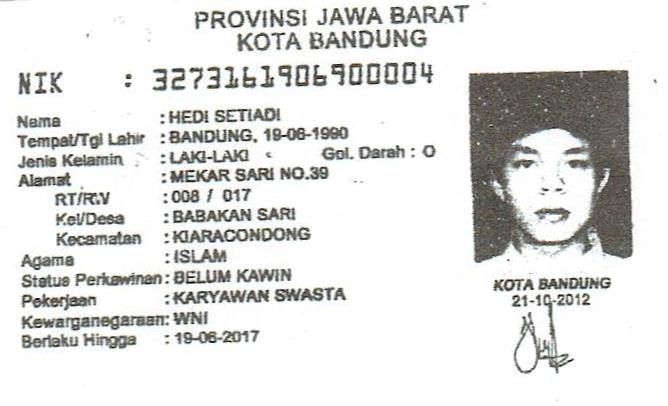 PROVINSI JAWA BARAT
KOTA BANDUNG
NIK : 3273161906900004
Nama : HEDI SETIADI
Tempat/Tgl Lahir : BANDUNG, 19-06-1990
Jenis Kelamin : LAKI-LAKI Gol. Darah : O
Alamat : MEKAR SARI NO.39
RT/RW : 008 / 017
Kel/Desa : BABAKAN SARI
Kecamatan : KIARACONDONG
Agama : ISLAM
Status Perkawinan: BELUM KAWIN
Pekerjaan : KARYAWAN SWASTA
Kewarganegaraan: WNI
Berlaku Hingga : 19-06-2017
KOTA BANDUNG
21-10-2012